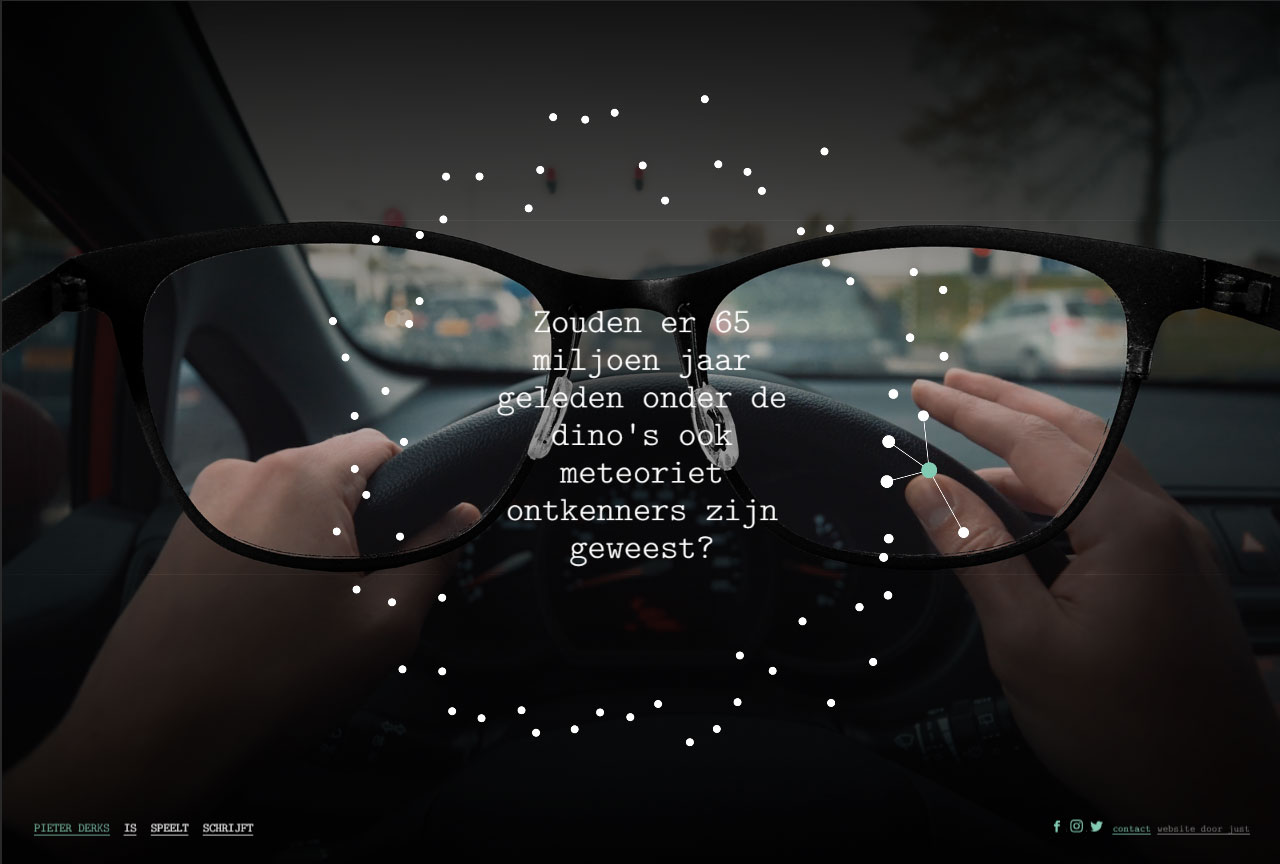 Zouden er 65
miljoen jaar
geleden onder de
dino's ook
meteoriet
ontkenners zijn
geweest?
PIETER DERKS IS SPEELT SCHRIJFT
contact website door just